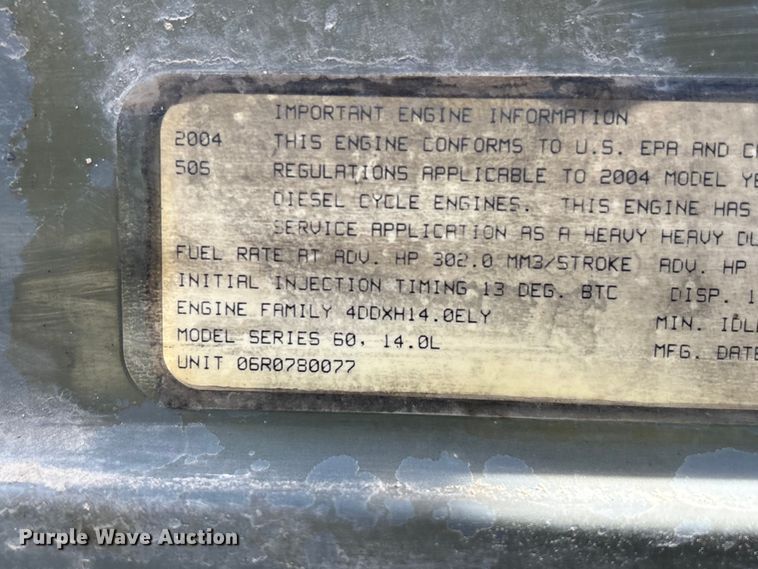 IMPORTANT ENGINE INFORMATION
2004 THIS ENGINE CONFORMS TO U.S. EPA AND
505 REGULATIONS APPLICABLE TO 2004 MODEL
DIESEL CYCLE ENGINES. THIS ENGINE HAS
SERVICE APPLICATION AS A HEAVY HEAVY
FUEL RATE AT ADV. HP 302.0 MM3/STROKE ADV. HP
INITIAL INJECTION TIMING 13 DEG. BTC DISP. 1
ENGINE FAMILY 4DDXH14.0ELY MIN. IDL
MODEL SERIES 60, 14.0L MFG. DATE
UNIT 06R0780077
Purple Wave Auction